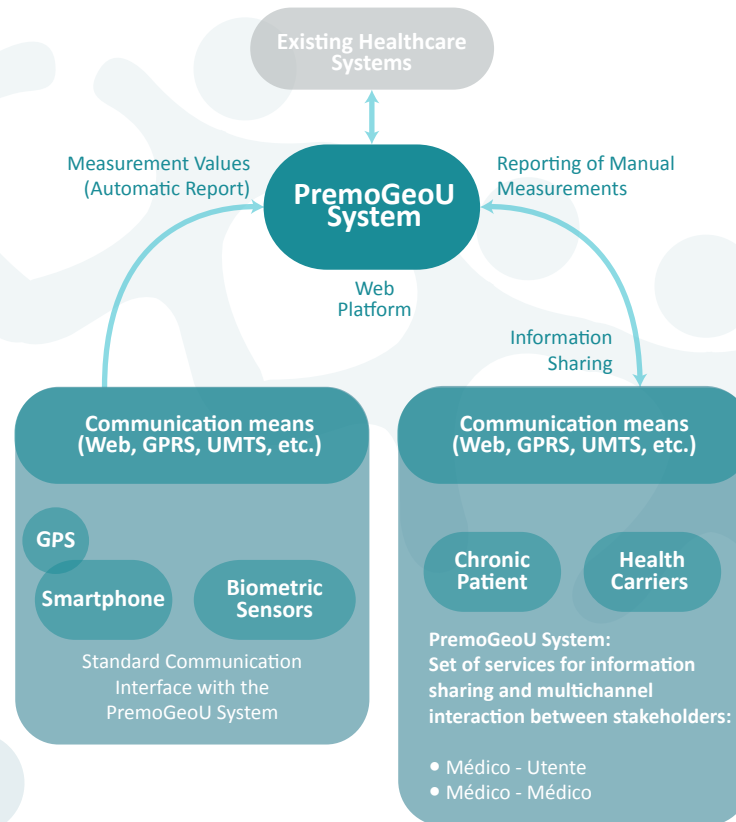 Existing Healthcare
Systems
Measurement Values
(Automatic Report)
PremoGeoU
System
Reporting of Manual
Measurements
Web
Platform
Information
Sharing
Communication means
(Web, GPRS, UMTS, etc.)
GPS
Smartphone
Biometric
Sensors
Standard Communication
Interface with the
PremoGeoU System
Communication means
(Web, GPRS, UMTS, etc.)
Chronic
Patient
Health
Carriers
PremoGeoU System:
Set of services for information
sharing and multichannel
interaction between stakeholders:
• Médico - Utente
• Médico - Médico